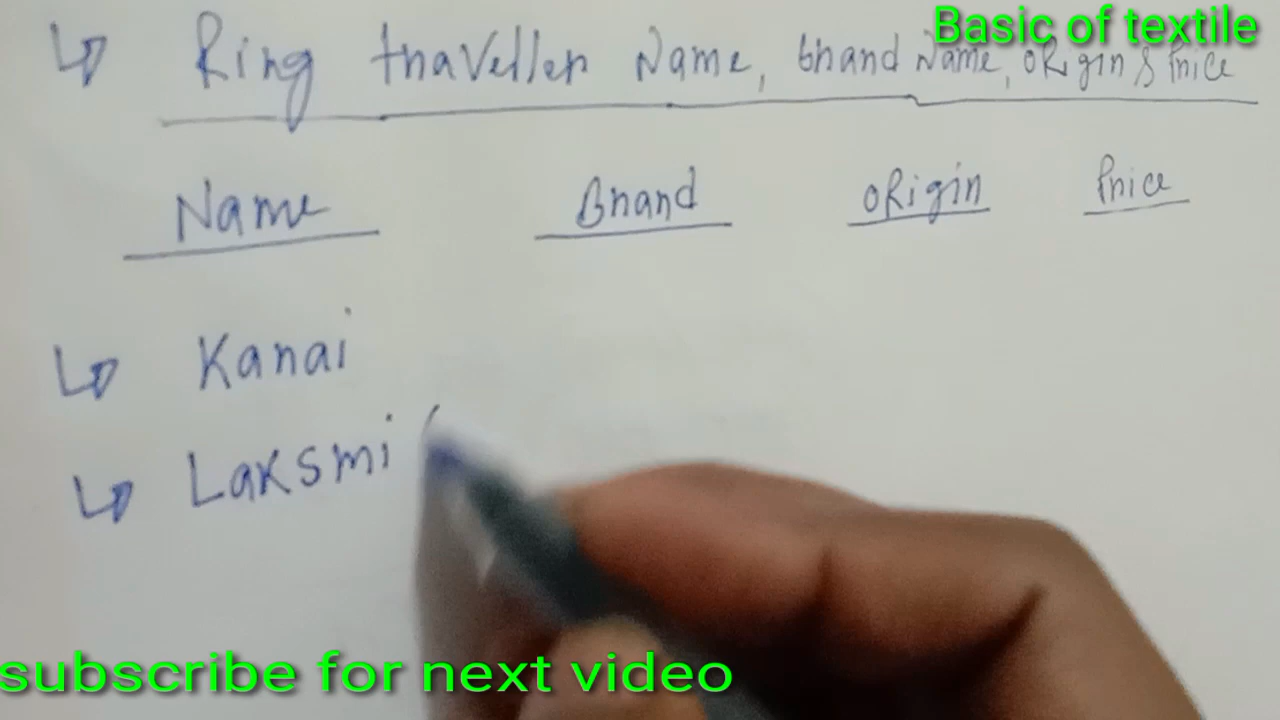 Basic of textile
↳ Ring traveller Name, Brand Name, ORigin & Price
Name Brand ORigin Price
↳ Kanai
↳ Laksmi (
subscribe for next video